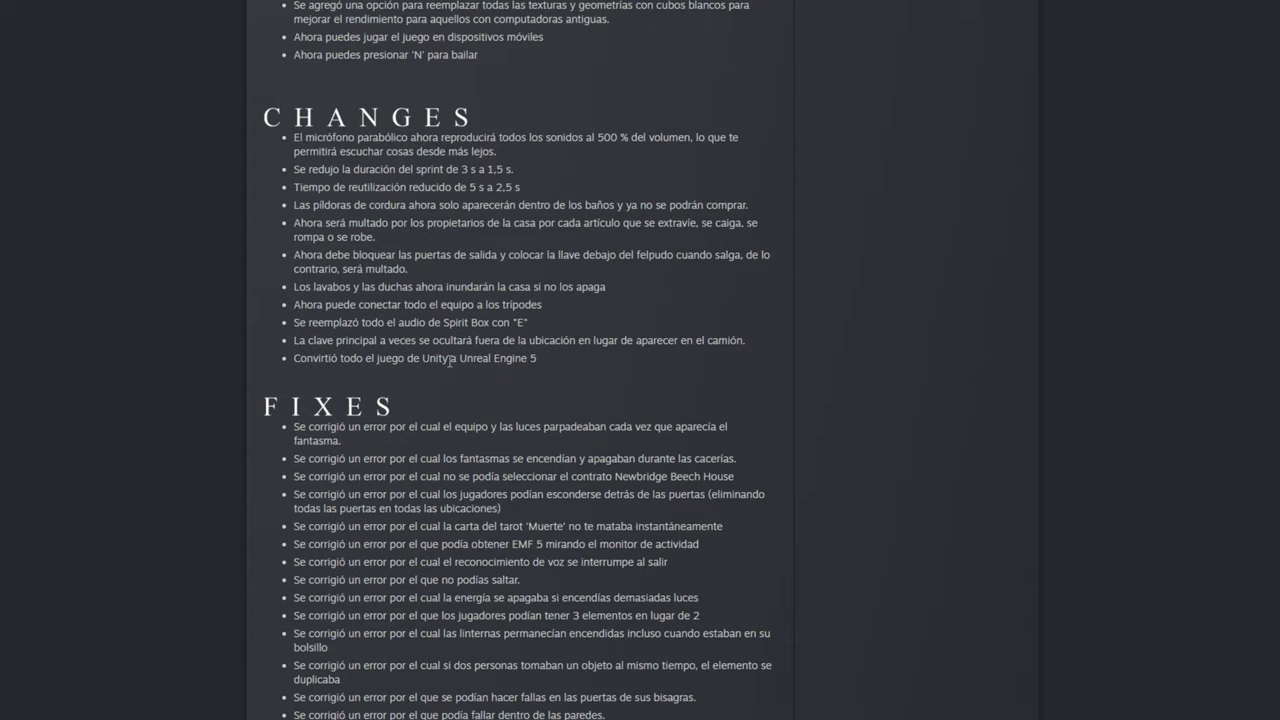 Se agregó una opción para reemplazar todas las texturas y geometrías con cubos blancos para
mejorar el rendimiento para aquellos con computadoras antiguas.
Ahora puedes jugar el juego en dispositivos móviles
Ahora puedes presionar 'N' para bailar
CHANGES
El micrófono parabólico ahora reproducirá todos los sonidos al 500 % del volumen, lo que te
permitirá escuchar cosas desde más lejos.
Se redujo la duración del sprint de 3 s a 1,5 s.
Tiempo de reutilización reducido de 5 s a 2,5 s
Las píldoras de cordura ahora solo aparecerán dentro de los baños y ya no se podrán comprar.
Ahora será multado por los propietarios de la casa por cada artículo que se extravíe, se caiga, se
rompa o se robe.
Ahora debe bloquear las puertas de salida y colocar la llave debajo del felpudo cuando salga, de lo
contrario, será multado.
Los lavabos y las duchas ahora inundarán la casa si no los apaga
Ahora puede conectar todo el equipo a los trípodes
Se reemplazó todo el audio de Spirit Box con "E"
La clave principal a veces se ocultará fuera de la ubicación en lugar de aparecer en el camión.
Convirtió todo el juego de Unity a Unreal Engine 5
FIXES
Se corrigió un error por el cual el equipo y las luces parpadeaban cada vez que aparecía el
fantasma.
Se corrigió un error por el cual los fantasmas se encendían y apagaban durante las cacerías.
Se corrigió un error por el cual no se podía seleccionar el contrato Newbridge Beech House
Se corrigió un error por el cual los jugadores podían esconderse detrás de las puertas (eliminando
todas las puertas en todas las ubicaciones)
Se corrigió un error por el cual la carta del tarot 'Muerte' no te mataba instantáneamente
Se corrigió un error por el que podía obtener EMF 5 mirando el monitor de actividad
Se corrigió un error por el cual el reconocimiento de voz se interrumpe al salir
Se corrigió un error por el que no podías saltar.
Se corrigió un error por el cual la energía se apagaba si encendías demasiadas luces
Se corrigió un error por el que los jugadores podían tener 3 elementos en lugar de 2
Se corrigió un error por el cual las linternas permanecían encendidas incluso cuando estaban en su
bolsillo
Se corrigió un error por el cual si dos personas tomaban un objeto al mismo tiempo, el elemento se
duplicaba
Se corrigió un error por el que se podían hacer fallas en las puertas de sus bisagras.
Se corrigió un error por el que podía fallar dentro de las paredes.